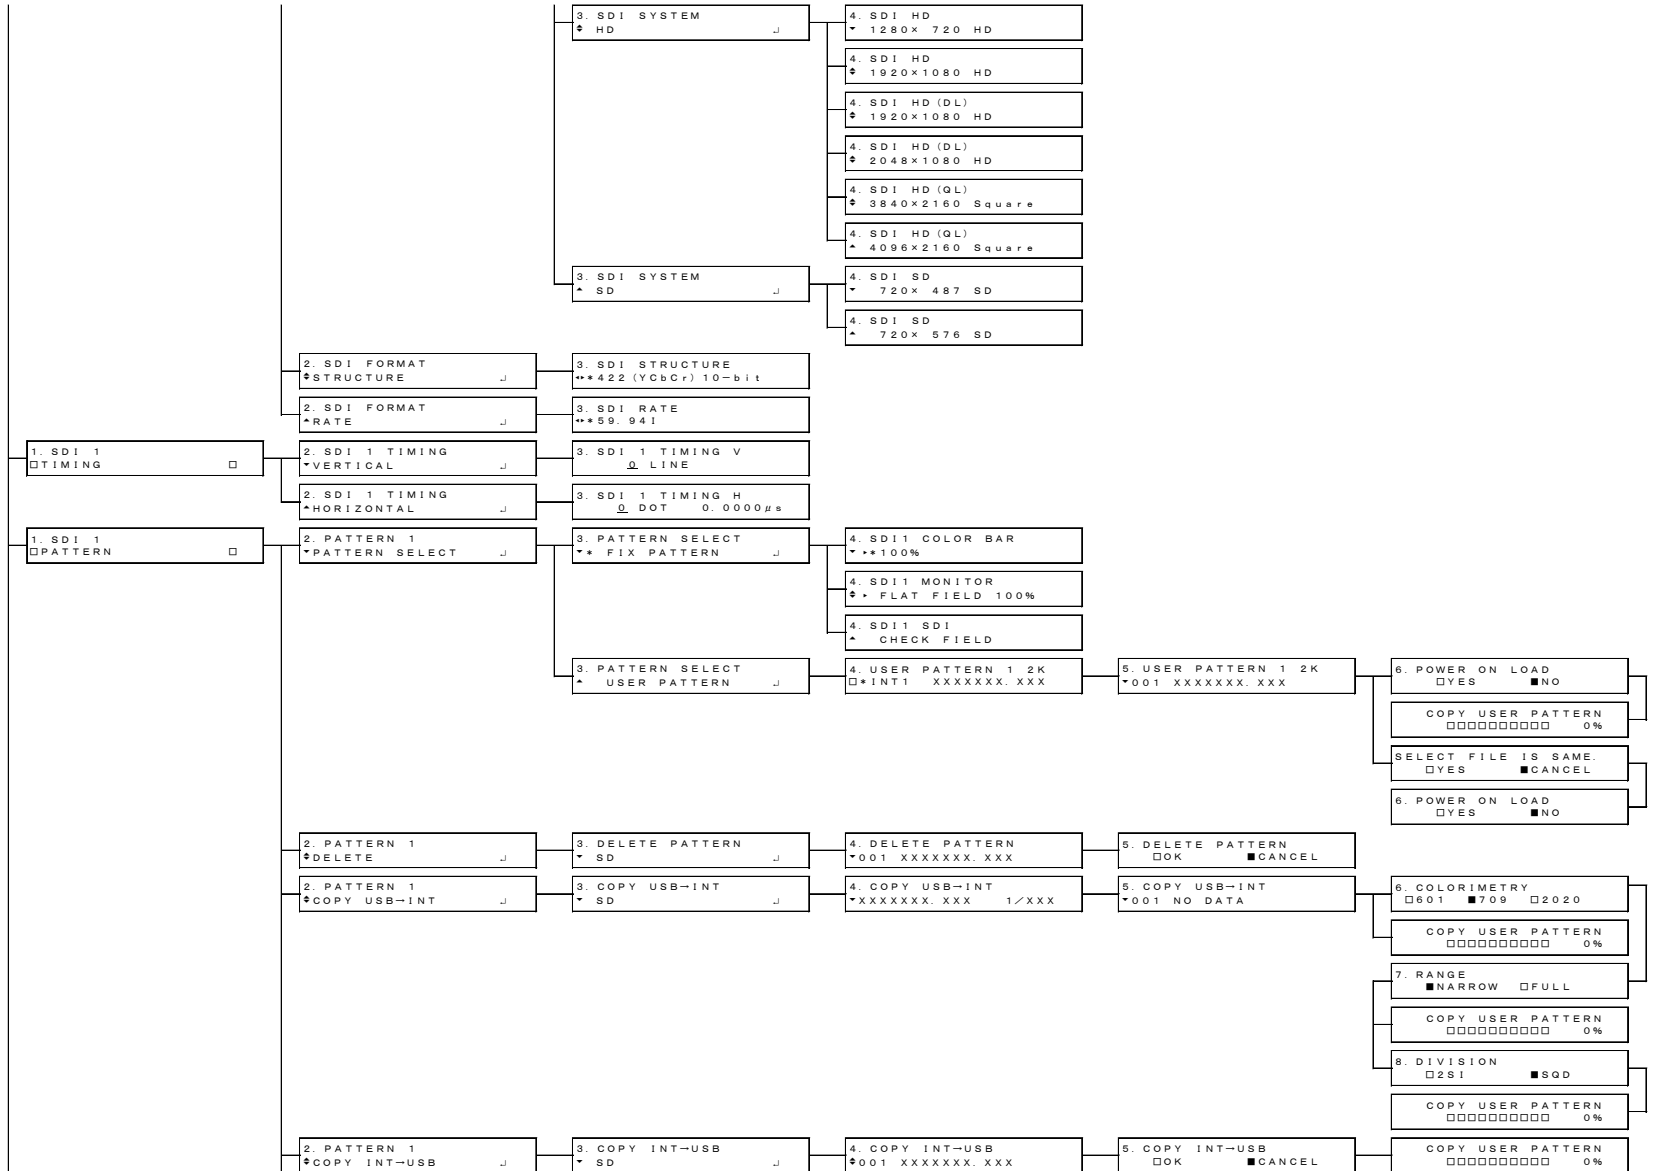 3. SDI SYSTEM
HD ↵
4. SDI HD
1280× 720 HD
4. SDI HD
1920×1080 HD
4. SDI HD(DL)
1920×1080 HD
4. SDI HD(DL)
2048×1080 HD
4. SDI HD(QL)
3840×2160 Square
4. SDI HD(QL)
4096×2160 Square
3. SDI SYSTEM
SD ↵
4. SDI SD
720× 487 SD
4. SDI SD
720× 576 SD
2. SDI FORMAT
STRUCTURE ↵
3. SDI STRUCTURE
*422(YCbCr)10-bit
2. SDI FORMAT
RATE ↵
3. SDI RATE
*59.94I
1. SDI 1
□TIMING □
2. SDI 1 TIMING
VERTICAL ↵
3. SDI 1 TIMING V
0 LINE
2. SDI 1 TIMING
HORIZONTAL ↵
3. SDI 1 TIMING H
0 DOT 0.0000μs
1. SDI 1
□PATTERN □
2. PATTERN 1
PATTERN SELECT ↵
3. PATTERN SELECT
* FIX PATTERN ↵
4. SDI1 COLOR BAR
*100%
4. SDI1 MONITOR
FLAT FIELD 100%
4. SDI1 SDI
CHECK FIELD
3. PATTERN SELECT
USER PATTERN ↵
4. USER PATTERN 1 2K
□*INT1 XXXXXXX.XXX
5. USER PATTERN 1 2K
001 XXXXXXX.XXX
6. POWER ON LOAD
□YES ■NO
COPY USER PATTERN
□□□□□□□□□□ 0%
SELECT FILE IS SAME.
□YES ■CANCEL
6. POWER ON LOAD
□YES ■NO
2. PATTERN 1
DELETE ↵
3. DELETE PATTERN
SD ↵
4. DELETE PATTERN
001 XXXXXXX.XXX
5. DELETE PATTERN
□OK ■CANCEL
2. PATTERN 1
COPY USB→INT ↵
3. COPY USB→INT
SD ↵
4. COPY USB→INT
XXXXXXX.XXX 1/XXX
5. COPY USB→INT
001 NO DATA
6. COLORIMETRY
□601 ■709 □2020
COPY USER PATTERN
□□□□□□□□□□ 0%
7. RANGE
■NARROW □FULL
COPY USER PATTERN
□□□□□□□□□□ 0%
8. DIVISION
□2SI ■SQD
COPY USER PATTERN
□□□□□□□□□□ 0%
2. PATTERN 1
COPY INT→USB ↵
3. COPY INT→USB
SD ↵
4. COPY INT→USB
001 XXXXXXX.XXX
5. COPY INT→USB
□OK ■CANCEL
COPY USER PATTERN
□□□□□□□□□□ 0%